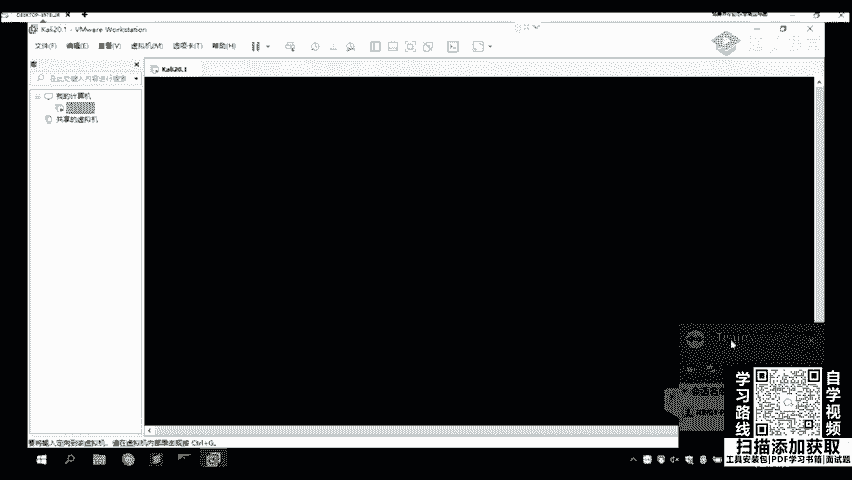 Kali20.1 - VMware Workstation
文件(F) 编辑(E) 查看(V) 虚拟机(M) 选项卡(T) 帮助(H)
库
在此处键入内容进行搜索
Kali20.1
我的计算机
共享的虚拟机
要将输入定向到该虚拟机，请在虚拟机内部单击或按 Ctrl+G。
学习路线
自学视频
扫描添加获取
工具安装包|PDF学习书籍|面试题